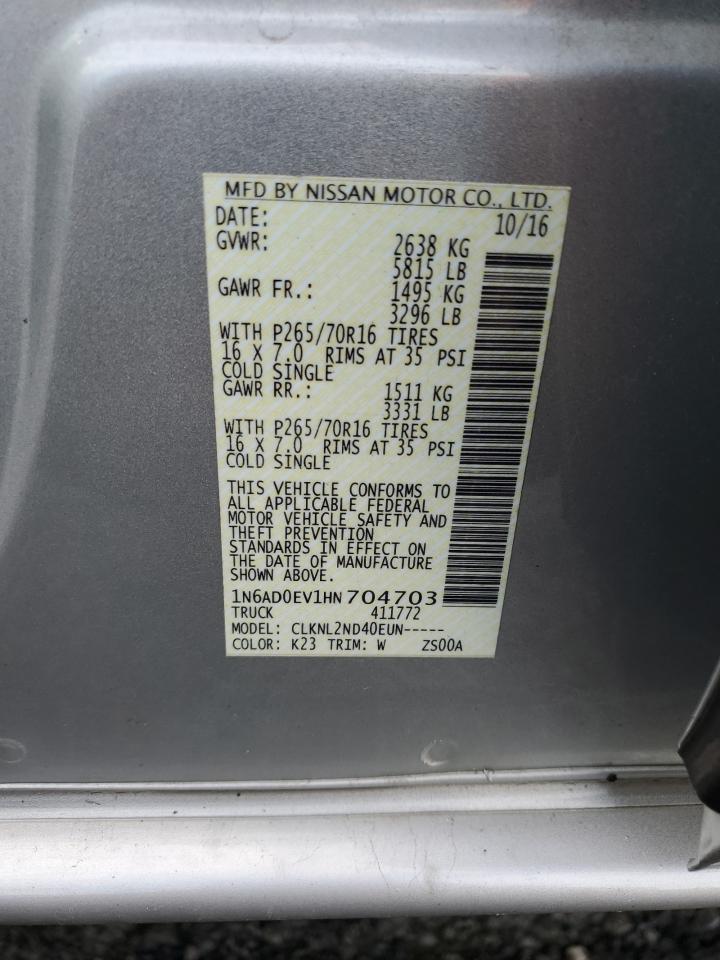 MFD BY NISSAN MOTOR CO., LTD.
DATE: 10/16
GVWR: 2638 KG
5815 LB
GAWR FR.: 1495 KG
3296 LB
WITH P265/70R16 TIRES
16 X 7.0 RIMS AT 35 PSI
COLD SINGLE
GAWR RR.: 1511 KG
3331 LB
WITH P265/70R16 TIRES
16 X 7.0 RIMS AT 35 PSI
COLD SINGLE
THIS VEHICLE CONFORMS TO
ALL APPLICABLE FEDERAL
MOTOR VEHICLE SAFETY AND
THEFT PREVENTION
STANDARDS IN EFFECT ON
THE DATE OF MANUFACTURE
SHOWN ABOVE.
1N6AD0EV1HN704703
TRUCK 411772
MODEL: CLKNL2ND40EUN-----
COLOR: K23 TRIM: W ZS00A